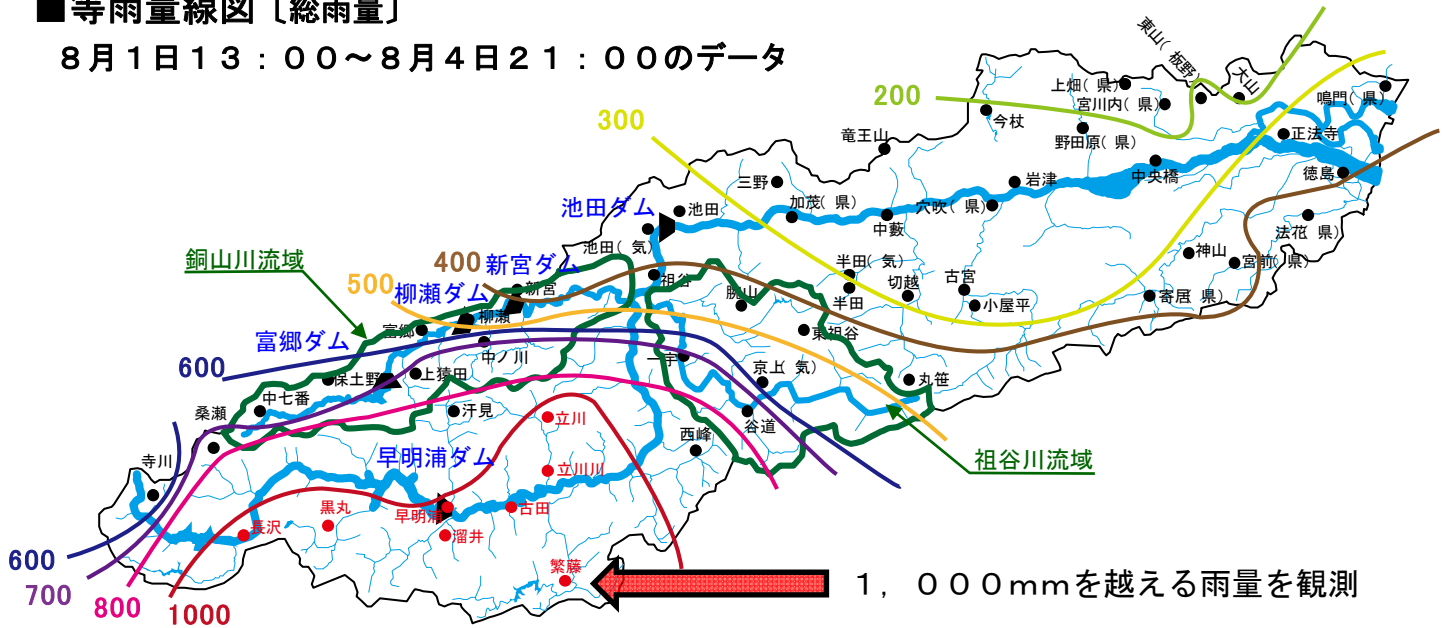 ■等雨量線図〔総雨量〕
8月1日13:00～8月4日21:00のデータ
東山(板野)
大山
上畑(県)
宮川内(県)
鳴門(県)
200
今杖
300
竜王山
野田原(県)
正法寺
中央橋
徳島
三野
岩津
池田ダム
池田
加茂(県)
穴吹(県)
中藪
法花 県)
池田(気)
銅山川流域
400
新宮ダム
半田(気)
神山
宮前(県)
500
柳瀬ダム
新宮
祖谷
腕山
半田
切越
古宮
小屋平
寄居 県)
柳瀬
富郷
東祖谷
富郷ダム
中ノ川
一宇
600
保土野
上猿田
京上 気)
丸笹
桑瀬
中七番
汗見
立川
谷道
西峰
寺川
早明浦ダム
祖谷川流域
立川川
長沢
黒丸
早明浦
古田
溜井
600
繁藤
700
800
1000
1,000mmを越える雨量を観測